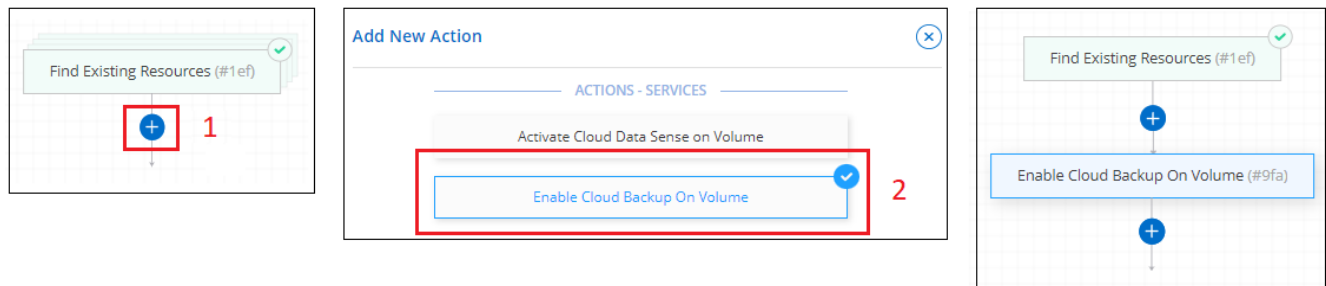 Find Existing Resources (#1ef)
1
Add New Action
ACTIONS - SERVICES
Activate Cloud Data Sense on Volume
Enable Cloud Backup On Volume
2
Find Existing Resources (#1ef)
Enable Cloud Backup On Volume (#9fa)